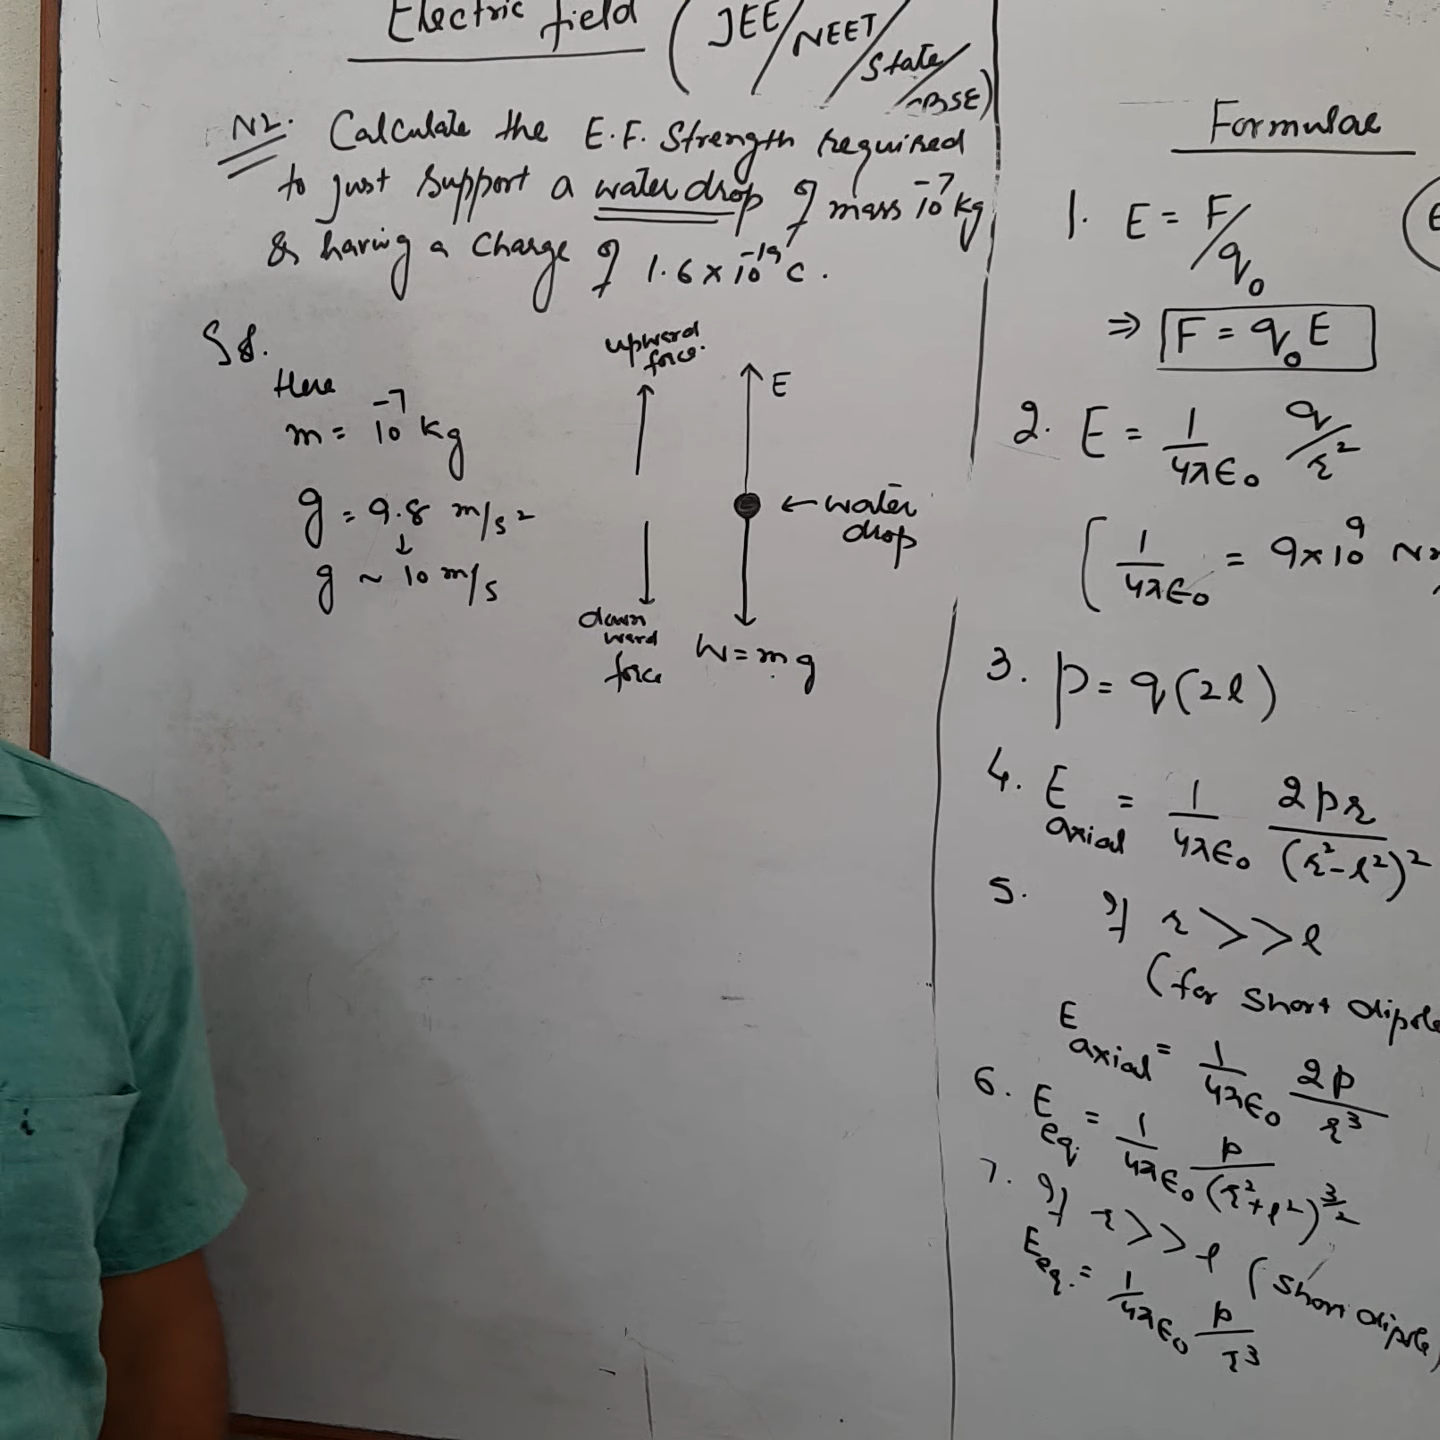 Electric field (JEE/NEET/State/CBSE)
N2. Calculate the E.F. Strength required
to just support a water drop of mass 10⁻⁷ kg
& having a charge of 1.6 × 10⁻¹⁹ C.
Sol.
Here
m = 10⁻⁷ kg
g = 9.8 m/s²
↓
g ~ 10 m/s
upward
force.
E
← water
drop
down
ward
force
W = mg
Formulae
1. E = F/q₀
⇒ F = q₀E
2. E = 1/4πϵ₀ q/r²
[1/4πϵ₀ = 9×10⁹
3. p = q(2l)
4. E axial = 1/4πϵ₀ 2pr/(r²-l²)²
5. If r >> l
(for short dipole
E axial = 1/4πϵ₀ 2p/r³
6. E eq. = 1/4πϵ₀ p/(r²+l²)^3/2
7. If r >> l (short dipole)
E eq. = 1/4πϵ₀ p/r³